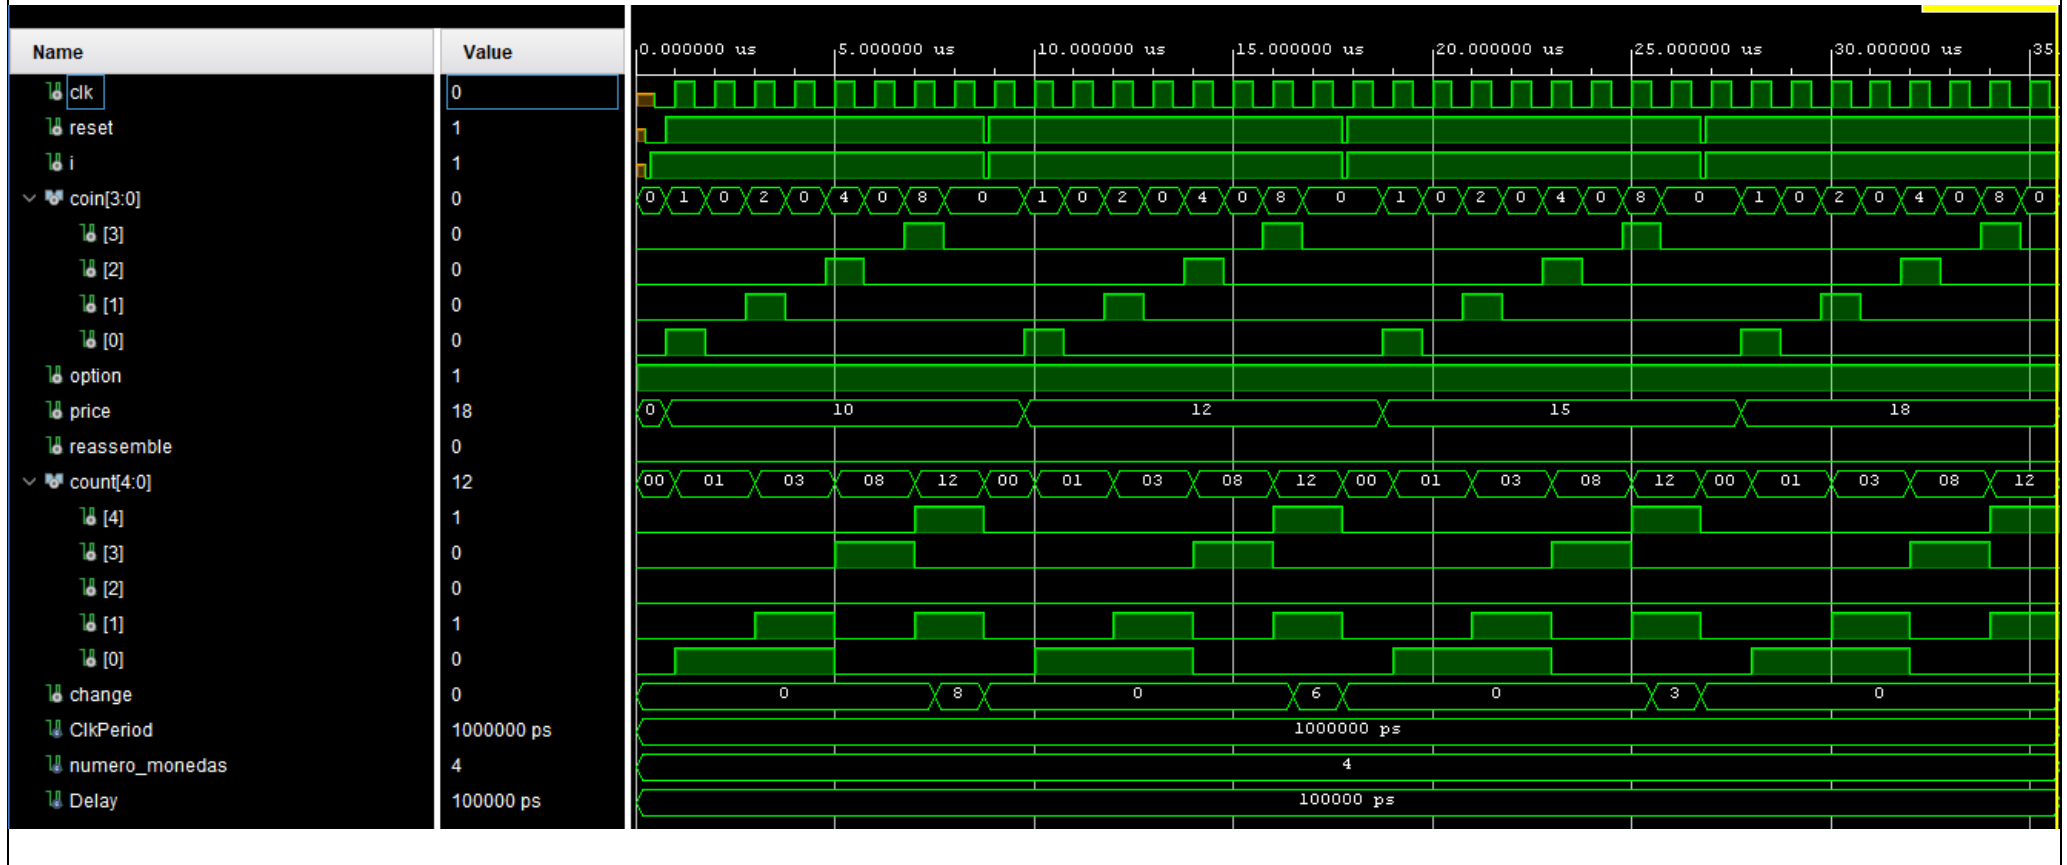 Name Value 0.000000 us 5.000000 us 10.000000 us 15.000000 us 20.000000 us 25.000000 us 30.000000 us 35.
clk 0
reset 1
i 1
coin[3:0] 0 0 1 0 2 0 4 0 8 0 1 0 2 0 4 0 8 0 1 0 2 0 4 0 8 0 1 0 2 0 4 0 8 0
[3] 0
[2] 0
[1] 0
[0] 0
option 1
price 18 0 10 12 15 18
reassemble 0
count[4:0] 12 00 01 03 08 12 00 01 03 08 12 00 01 03 08 12 00 01 03 08 12
[4] 1
[3] 0
[2] 0
[1] 1
[0] 0
change 0 0 8 0 6 0 3 0
ClkPeriod 1000000 ps 1000000 ps
numero_monedas 4 4
Delay 100000 ps 100000 ps